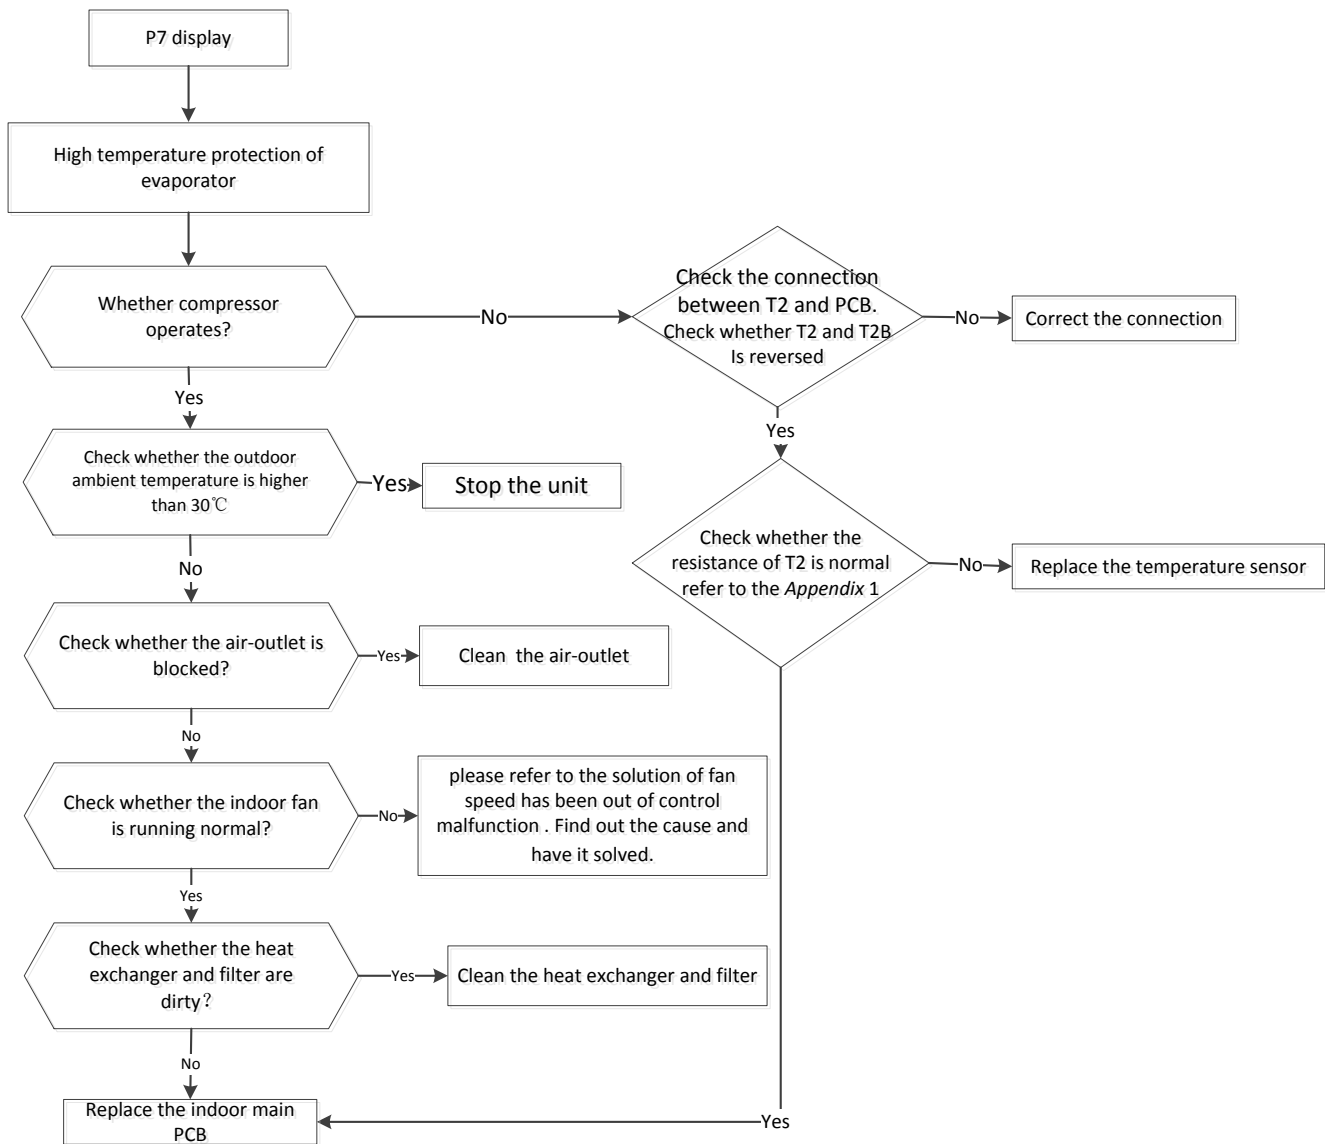 P7 display
High temperature protection of
evaporator
Whether compressor
operates?
No
Check the connection
between T2 and PCB.
Check whether T2 and T2B
Is reversed
No
Correct the connection
Yes
Yes
Check whether the outdoor
ambient temperature is higher
than 30℃
Yes
Stop the unit
Check whether the
resistance of T2 is normal
refer to the Appendix 1
No
Replace the temperature sensor
No
Check whether the air-outlet is
blocked?
Yes
Clean the air-outlet
No
Check whether the indoor fan
is running normal?
No
please refer to the solution of fan
speed has been out of control
malfunction . Find out the cause and
have it solved.
Yes
Check whether the heat
exchanger and filter are
dirty？
Yes
Clean the heat exchanger and filter
No
Replace the indoor main
PCB
Yes